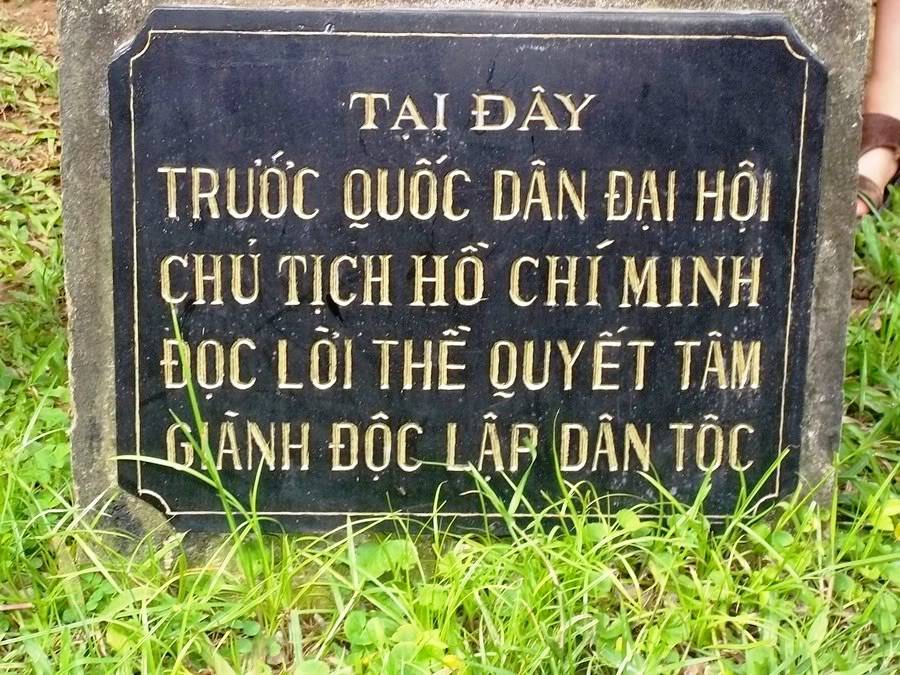 TẠI ĐÂY
TRƯỚC QUỐC DÂN ĐẠI HỘI
CHỦ TỊCH HỒ CHÍ MINH
ĐỌC LỜI THỀ QUYẾT TÂM
GIÀNH ĐỘC LẬP DÂN TỘC